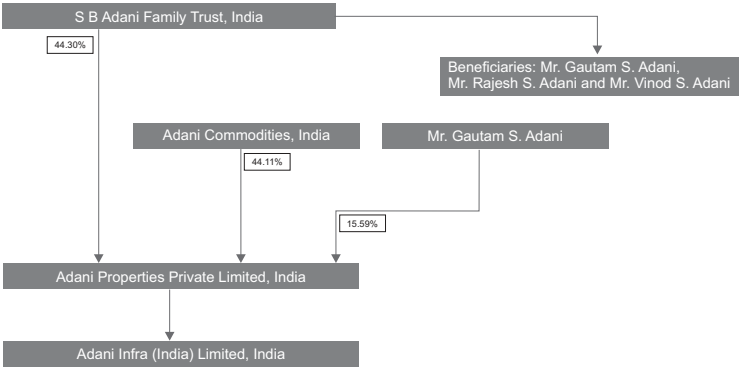 S B Adani Family Trust, India
44.30%
Beneficiaries: Mr. Gautam S. Adani,
Mr. Rajesh S. Adani and Mr. Vinod S. Adani
Adani Commodities, India
Mr. Gautam S. Adani
44.11%
15.59%
Adani Properties Private Limited, India
Adani Infra (India) Limited, India